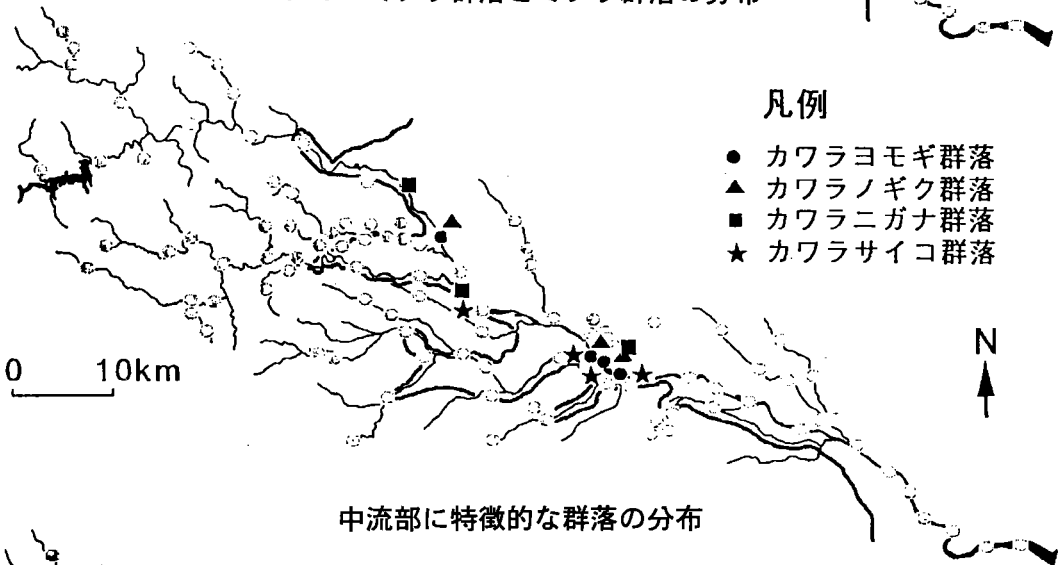 凡例
● カワラヨモギ群落
▲ カワラノギク群落
■ カワラニガナ群落
★ カワラサイコ群落
N
0 10km
中流部に特徴的な群落の分布